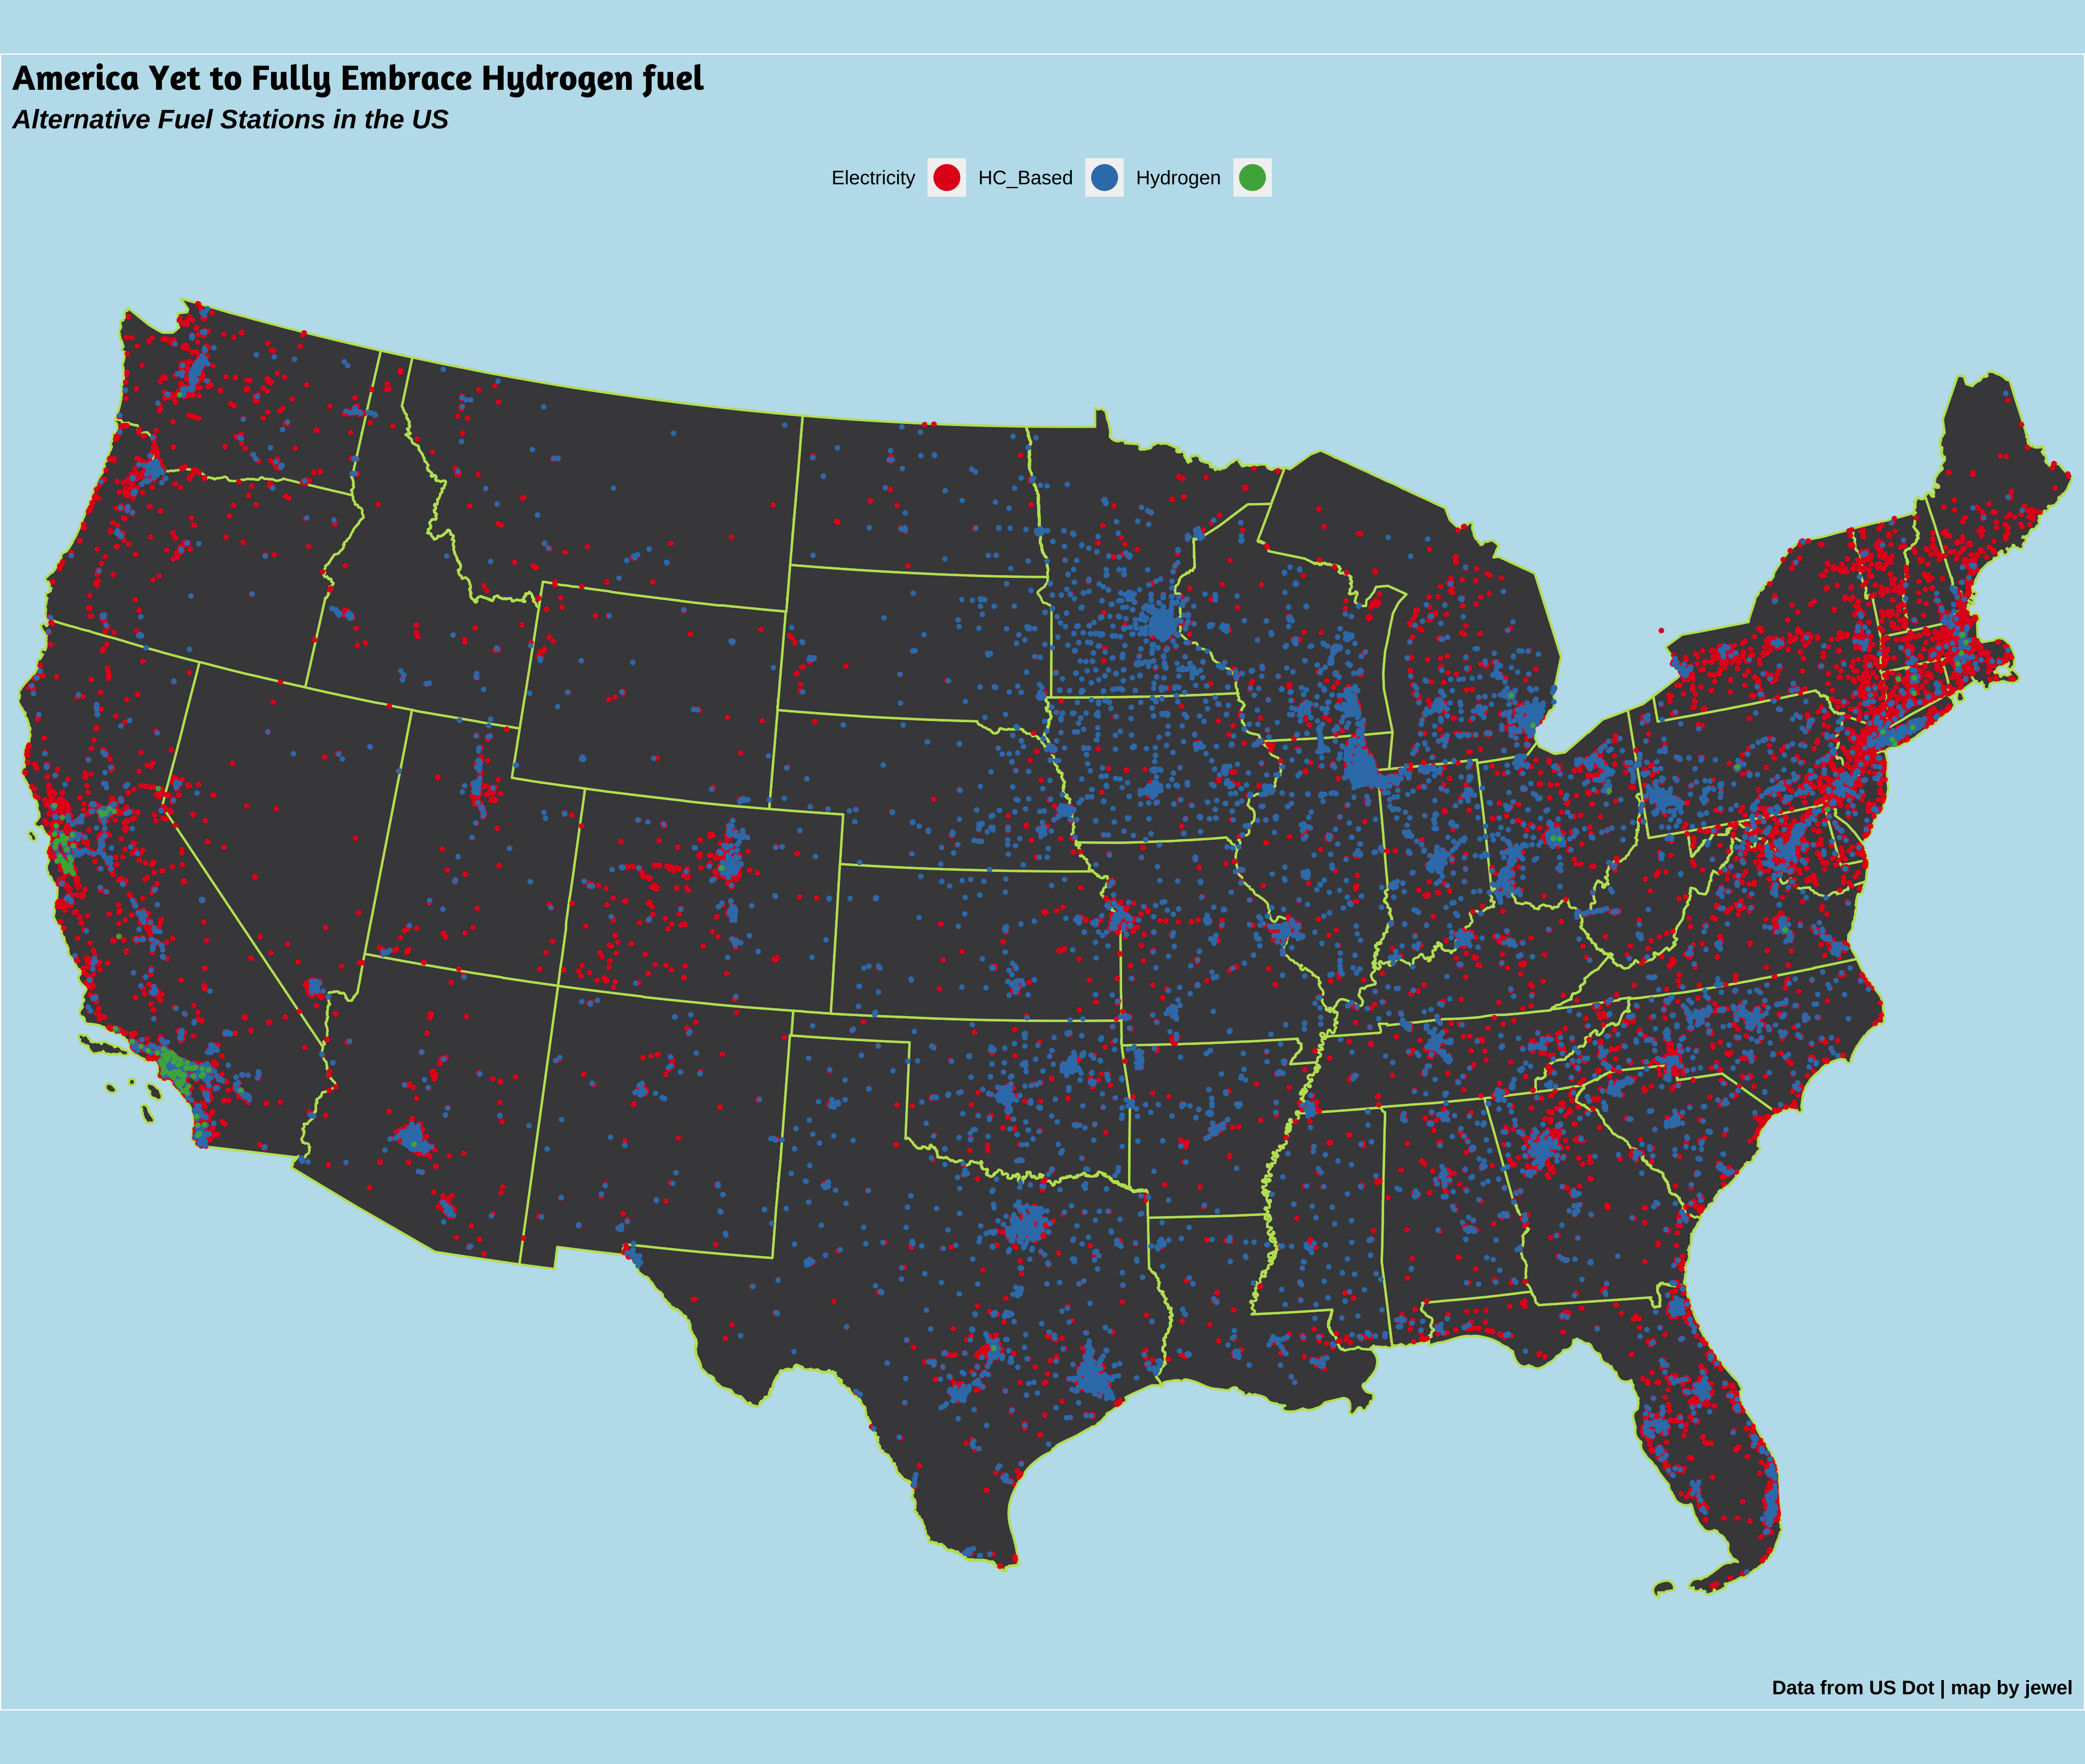 America Yet to Fully Embrace Hydrogen fuel
Alternative Fuel Stations in the US
Electricity HC_Based Hydrogen
Data from US Dot | map by jewel